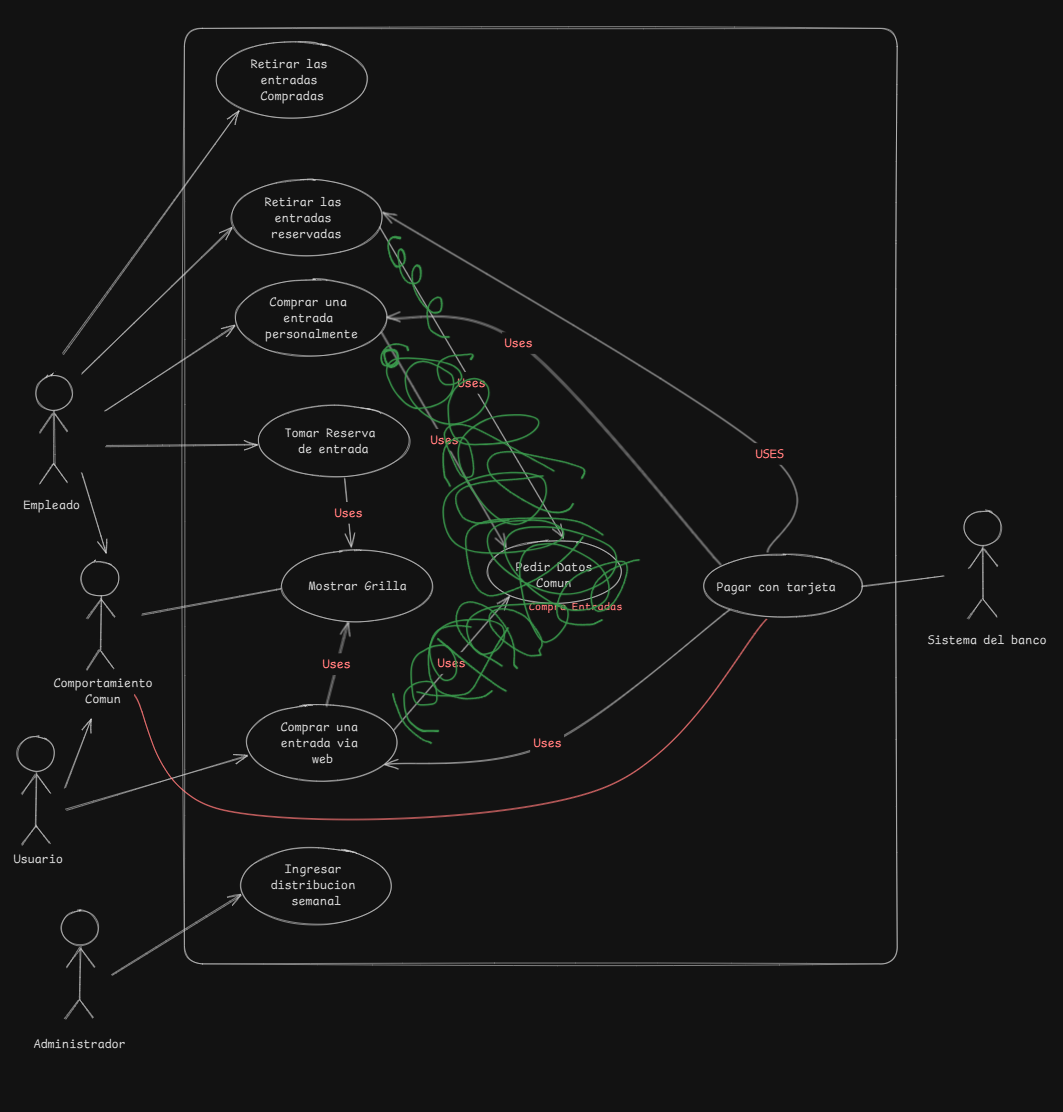 Retirar las
entradas
Compradas
Retirar las
entradas
reservadas
Comprar una
entrada
personalmente
Uses
Uses
Tomar Reserva
de entrada
Uses
USES
Empleado
Uses
Mostrar Grilla
Pedir Datos
Comun
Compra Entradas
Pagar con tarjeta
Sistema del banco
Comportamiento
Comun
Uses
Uses
Comprar una
entrada via
web
Uses
Usuario
Ingresar
distribucion
semanal
Administrador